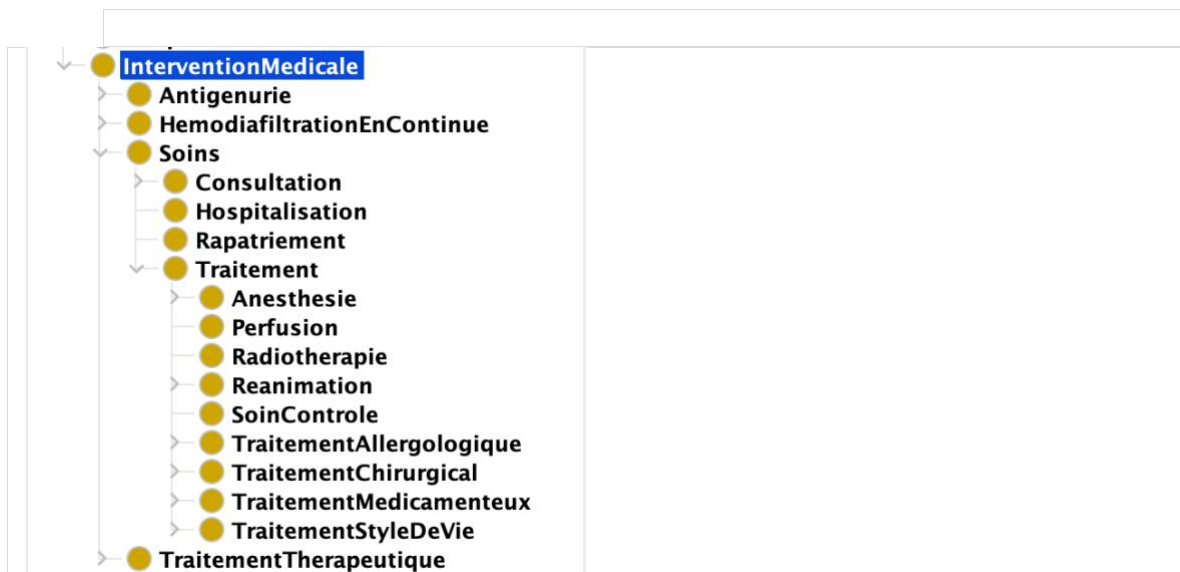 InterventionMedicale
Antigenurie
HemodiafiltrationEnContinue
Soins
Consultation
Hospitalisation
Rapatriement
Traitement
Anesthesie
Perfusion
Radiotherapie
Reanimation
SoinControle
TraitementAllergologique
TraitementChirurgical
TraitementMedicamenteux
TraitementStyleDeVie
TraitementTherapeutique